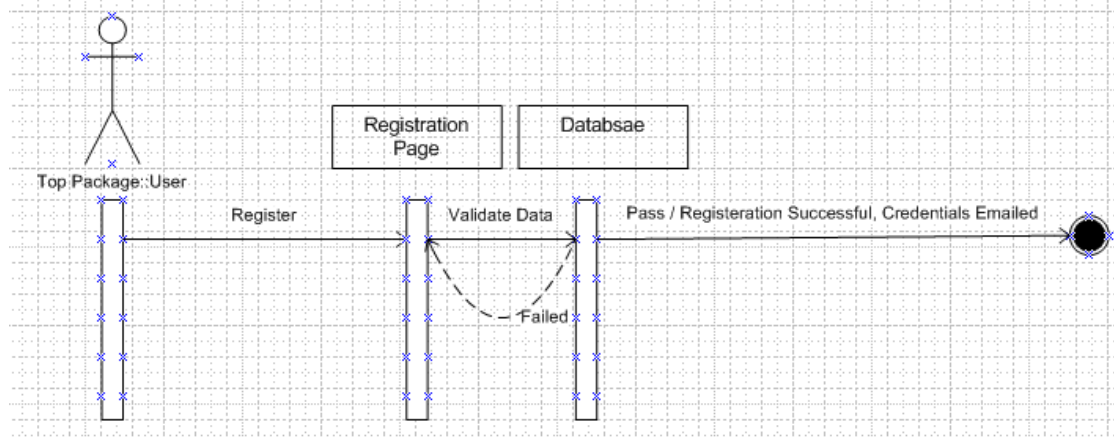 Registration
Page
Databsae
Top Package::User
Register
Validate Data
Pass / Registeration Successful, Credentials Emailed
Failed